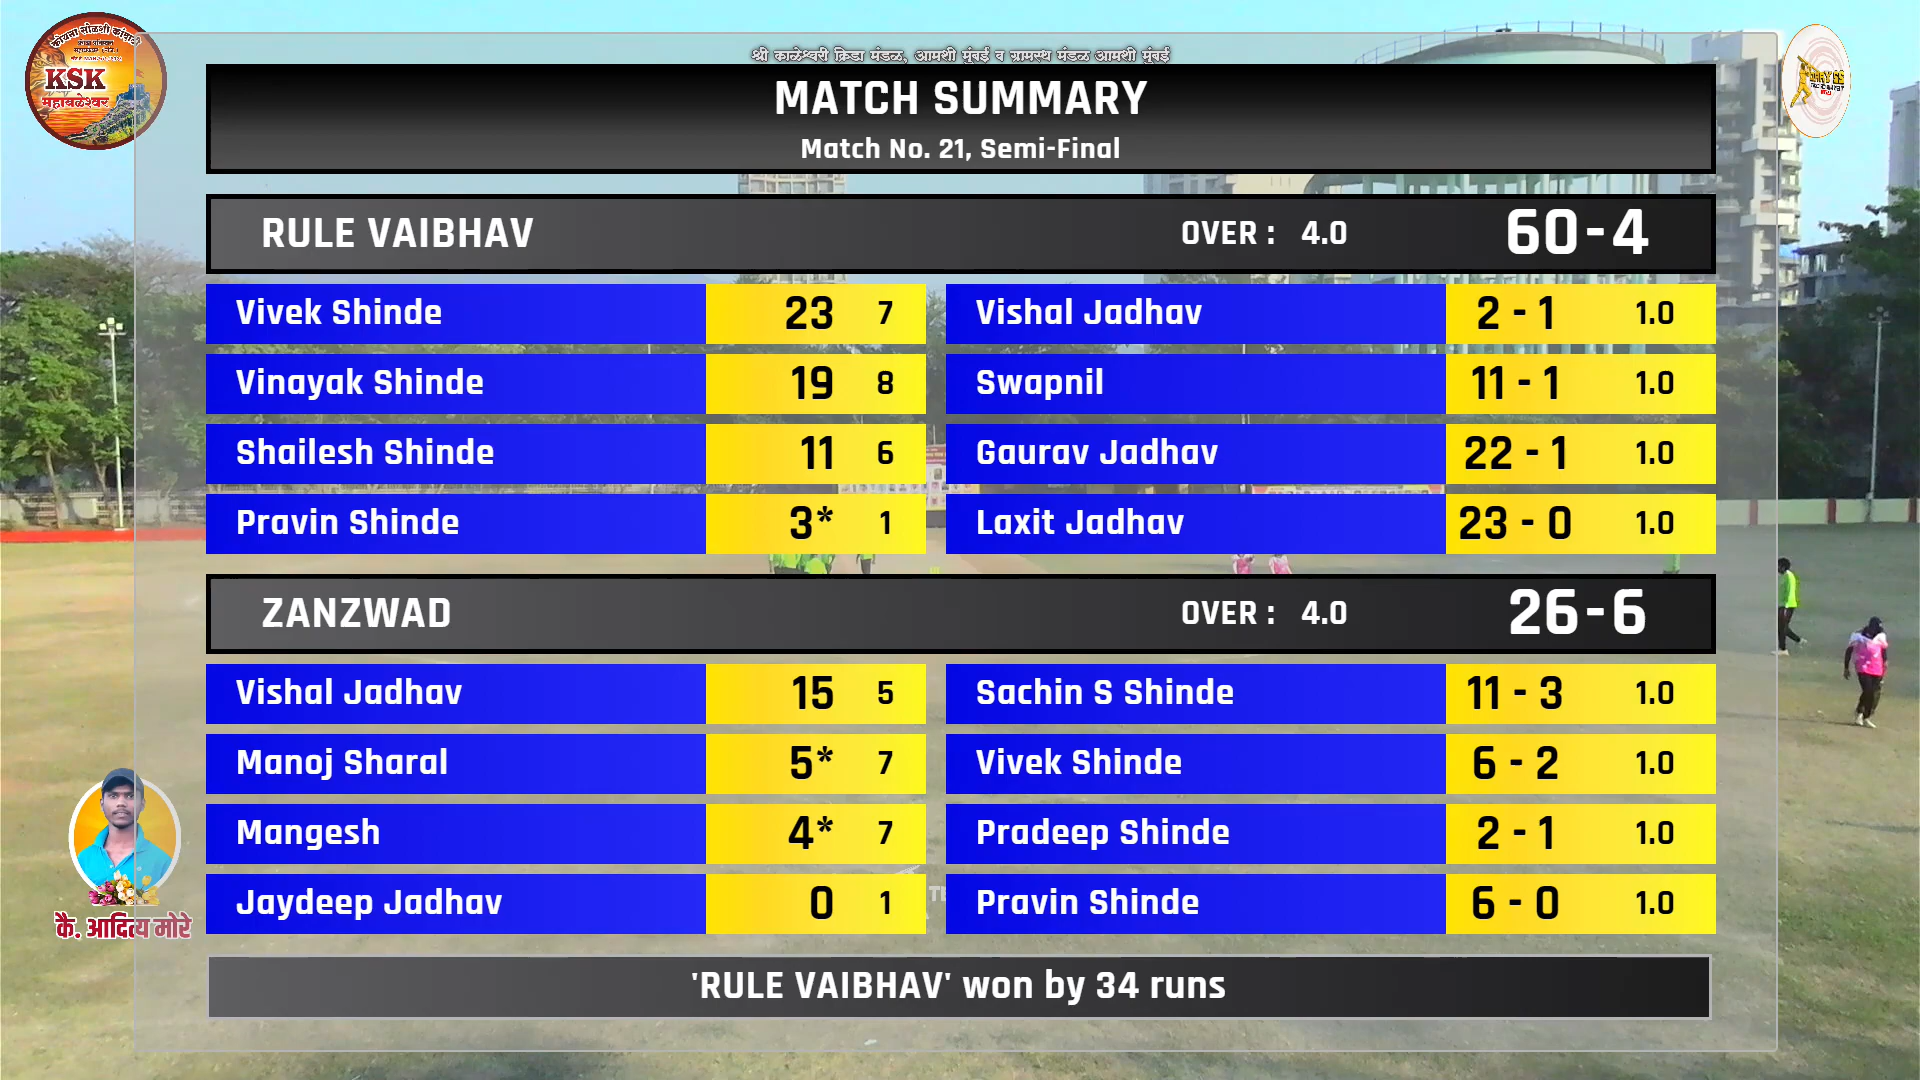 श्री काळेश्वरी क्रिडा मंडळ, आमशी मुंबई व ग्रामस्थ मंडळ आमशी मुंबई
KSK
महाबळेश्वर
MATCH SUMMARY
Match No. 21, Semi-Final
RULE VAIBHAV OVER : 4.0 60-4
Vivek Shinde 23 7 Vishal Jadhav 2 - 1 1.0
Vinayak Shinde 19 8 Swapnil 11 - 1 1.0
Shailesh Shinde 11 6 Gaurav Jadhav 22 - 1 1.0
Pravin Shinde 3* 1 Laxit Jadhav 23 - 0 1.0
ZANZWAD OVER : 4.0 26-6
Vishal Jadhav 15 5 Sachin S Shinde 11 - 3 1.0
Manoj Sharal 5* 7 Vivek Shinde 6 - 2 1.0
Mangesh 4* 7 Pradeep Shinde 2 - 1 1.0
Jaydeep Jadhav 0 1 Pravin Shinde 6 - 0 1.0
कै. आदित्य मोरे
'RULE VAIBHAV' won by 34 runs